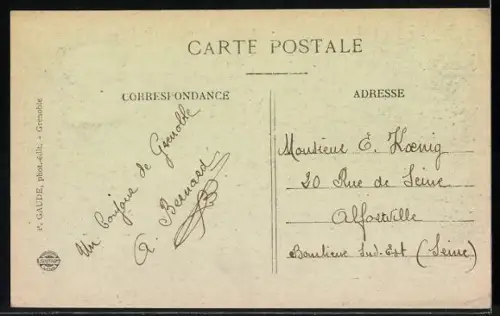 CARTE POSTALE
CORRESPONDANCE
Un bonjour de Grenoble
A. Bernard
ADRESSE
Monsieur E. Kœnig
20 Rue de Seine
Alfortville
Banlieue Sud-Est (Seine)
P. GAUDE, phot.-édit. - Grenoble